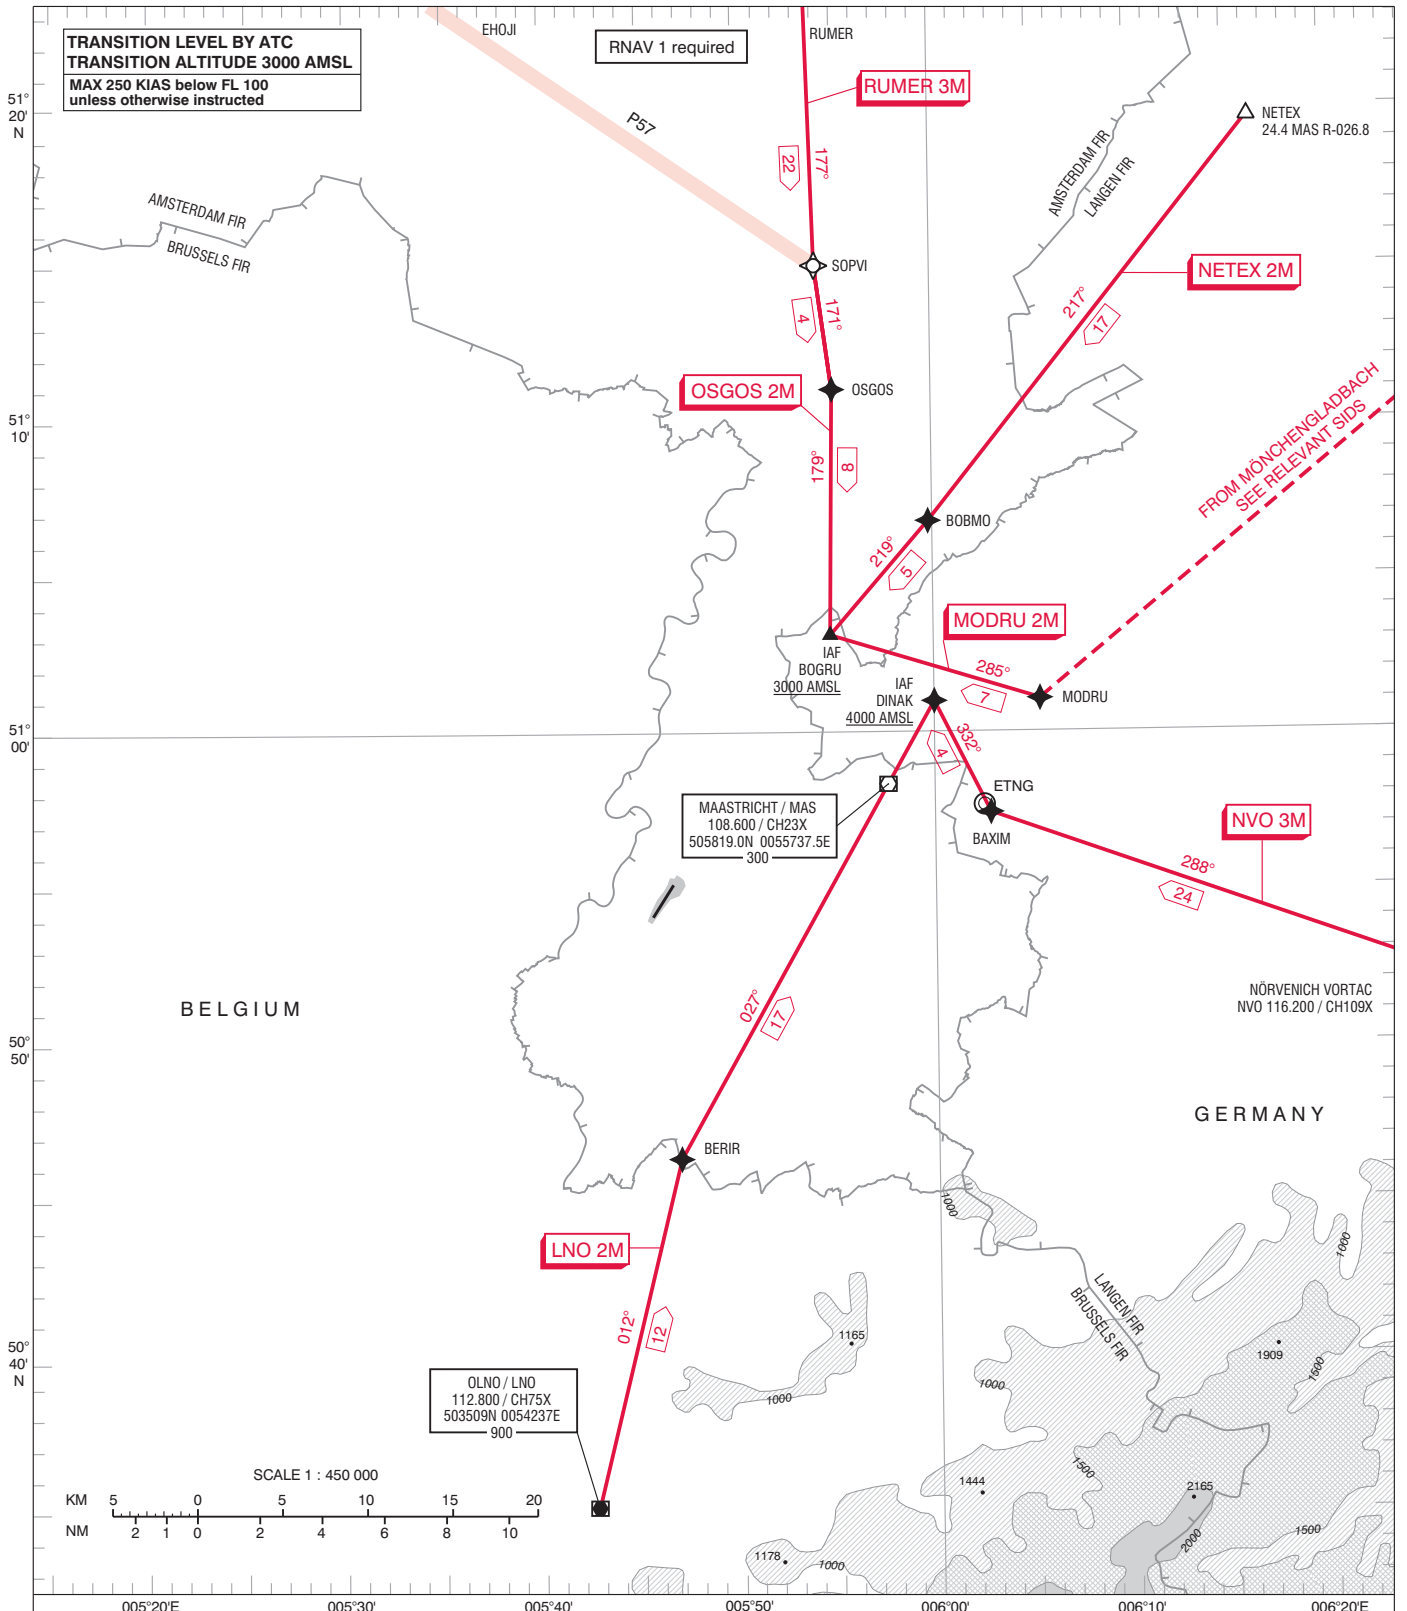 TRANSITION LEVEL BY ATC
TRANSITION ALTITUDE 3000 AMSL
MAX 250 KIAS below FL 100
unless otherwise instructed
EHOJI
RNAV 1 required
RUMER
RUMER 3M
P57
NETEX
24.4 MAS R-026.8
51°
20'
N
22
177°
AMSTERDAM FIR
LANGEN FIR
AMSTERDAM FIR
BRUSSELS FIR
SOPVI
NETEX 2M
4
171°
217°
17
OSGOS 2M
OSGOS
FROM MÖNCHENGLADBACH
SEE RELEVANT SIDS
51°
10'
179°
8
BOBMO
219°
5
MODRU 2M
IAF
BOGRU
3000 AMSL
285°
7
MODRU
IAF
DINAK
4000 AMSL
51°
00'
332°
4
ETNG
BAXIM
MAASTRICHT / MAS
108.600 / CH23X
505819.0N 0055737.5E
300
NVO 3M
288°
24
NÖRVENICH VORTAC
NVO 116.200 / CH109X
BELGIUM
027°
17
50°
50'
GERMANY
BERIR
1000
1000
LNO 2M
LANGEN FIR
BRUSSELS FIR
012°
12
1165
1909
50°
40'
N
1500
1000
1000
OLNO / LNO
112.800 / CH75X
503509N 0054237E
900
SCALE 1 : 450 000
KM 5 0 5 10 15 20
NM 2 1 0 2 4 6 8 10
1444
1500
2165
1500
2000
1178
1000
005°20'E 005°30' 005°40' 005°50' 006°00' 006°10' 006°20'E